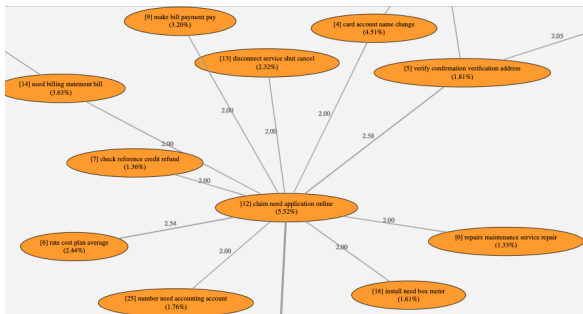 [9] make bill payment pay
(3.20%)
[4] card account name change
(4.51%)
2.05
[13] disconnect service shut cancel
(2.32%)
[5] verify confirmation verification address
(1.81%)
[14] need billing statement bill
(3.63%)
2.00
2.00
2.00
2.58
[7] check reference credit refund
(1.36%)
2.00
2.00
[12] claim need application online
(5.52%)
2.00
2.54
[6] rate cost plan average
(2.44%)
[0] repairs maintenance service repair
(1.33%)
2.00
2.00
[25] number need accounting account
(1.76%)
[16] install need box meter
(1.61%)